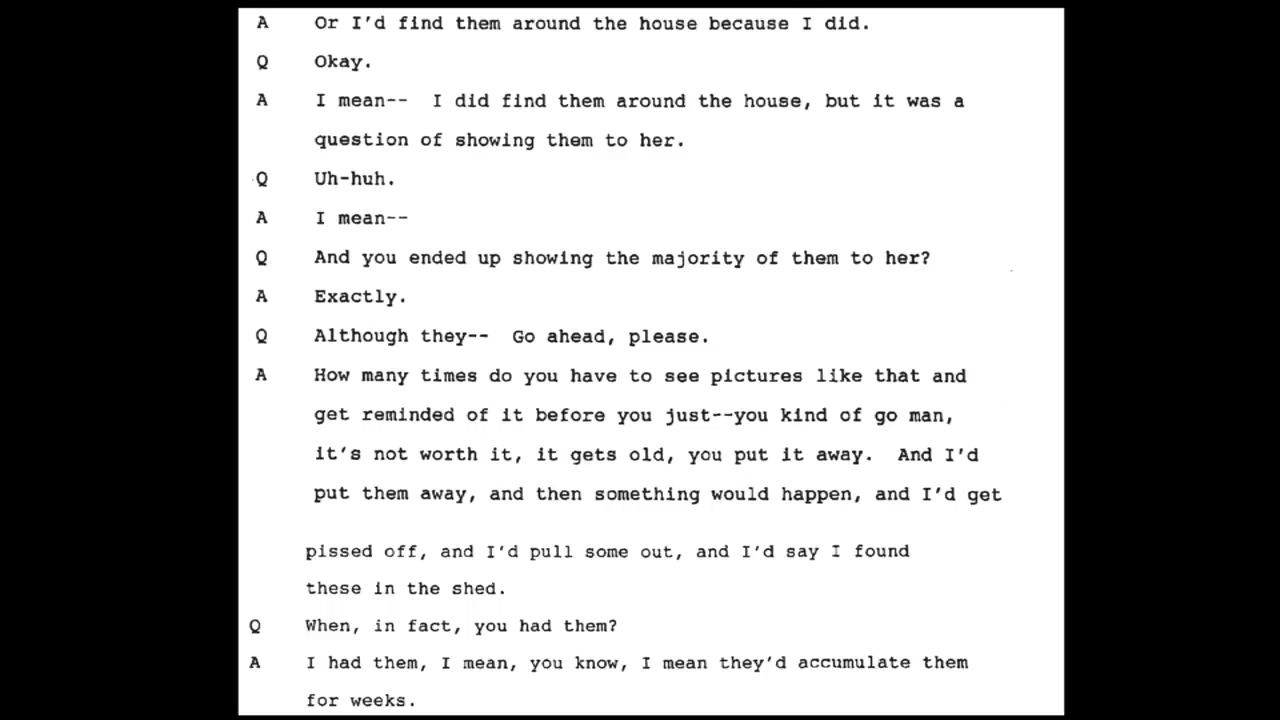 A Or I'd find them around the house because I did.
Q Okay.
A I mean-- I did find them around the house, but it was a
question of showing them to her.
Q Uh-huh.
A I mean--
Q And you ended up showing the majority of them to her?
A Exactly.
Q Although they-- Go ahead, please.
A How many times do you have to see pictures like that and
get reminded of it before you just--you kind of go man,
it's not worth it, it gets old, you put it away. And I'd
put them away, and then something would happen, and I'd get
pissed off, and I'd pull some out, and I'd say I found
these in the shed.
Q When, in fact, you had them?
A I had them, I mean, you know, I mean they'd accumulate them
for weeks.